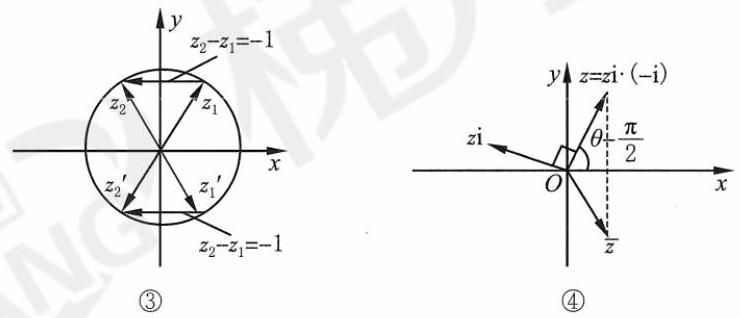 y
z₂-z₁=-1
z₂
z₁
x
z₂′
z₁′
z₂-z₁=-1
③
y
z=zi·(-i)
zi
θ-π/2
O
x
z̅
④